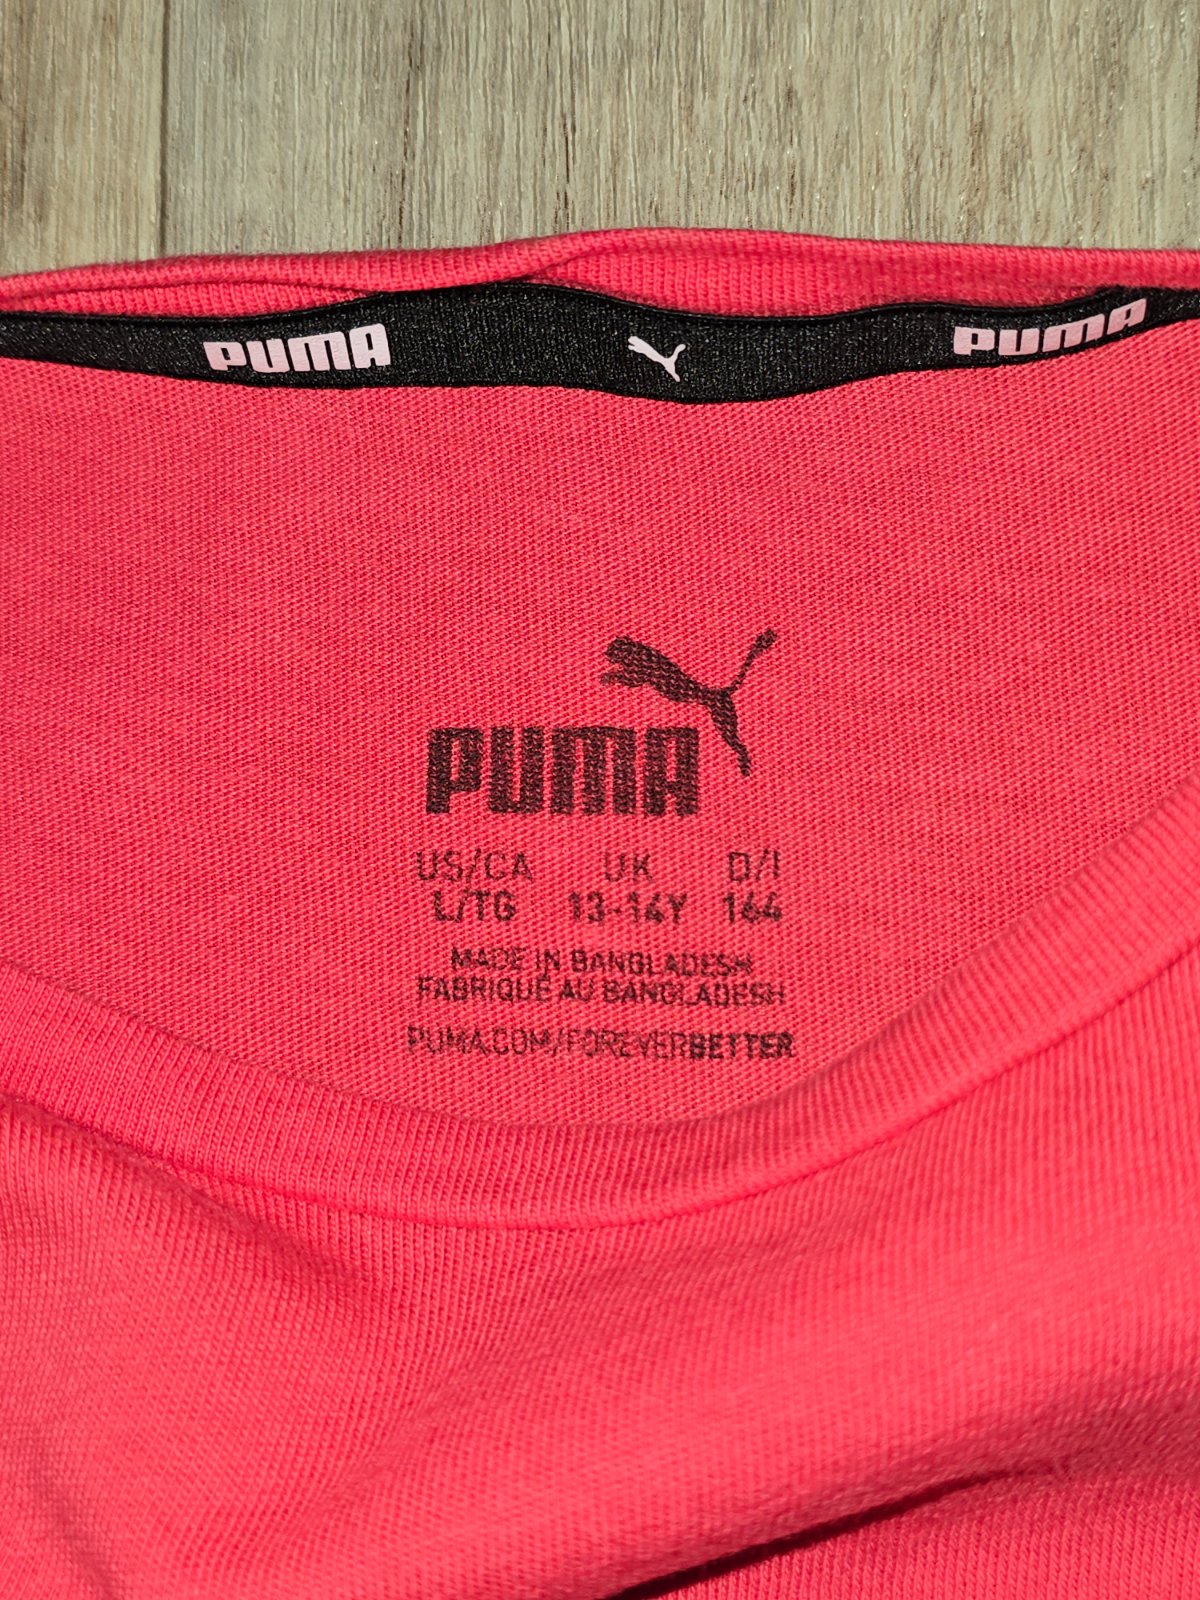 PUMA PUMA
PUMA
US/CA UK D/I
L/TG 13-14Y 164
MADE IN BANGLADESH
FABRIQUÉ AU BANGLADESH
PUMA.COM/FOREVERBETTER